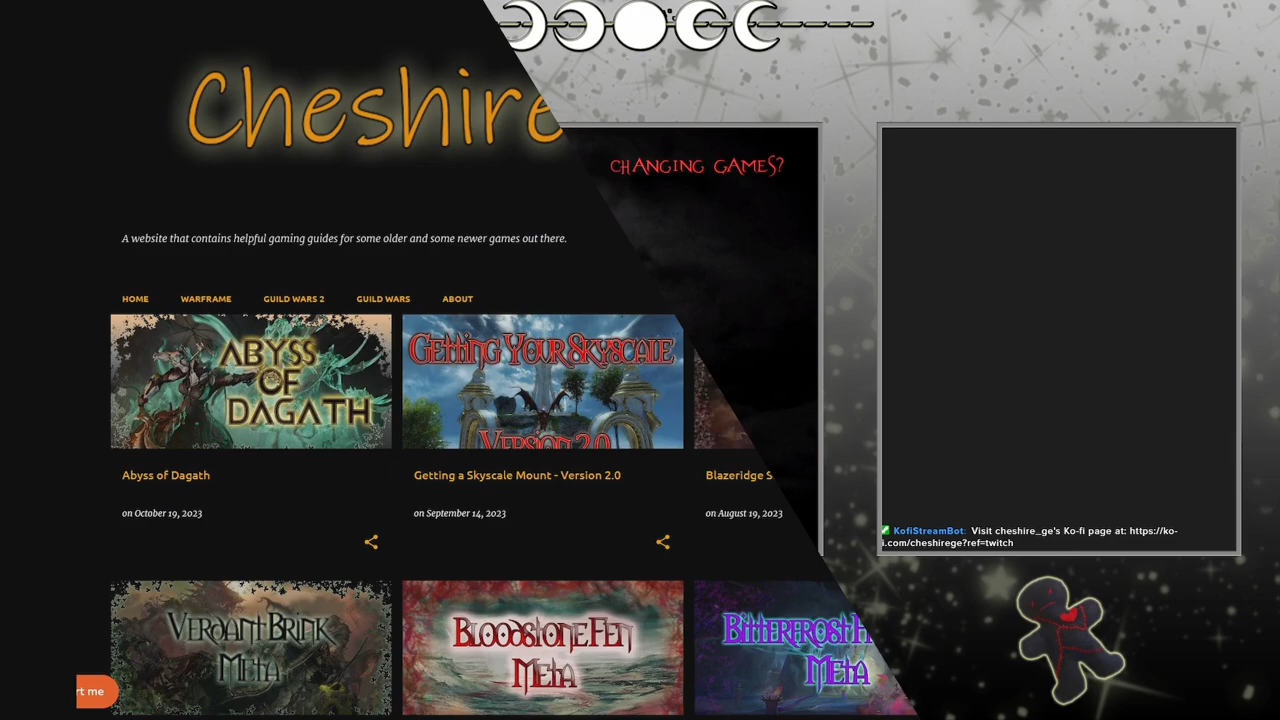 Cheshire
CHANGING GAMES?
A website that contains helpful gaming guides for some older and some newer games out there.
HOME WARFRAME GUILD WARS 2 GUILD WARS ABOUT
ABYSS
OF
DAGATH
GETTING YOUR SKYSCALE
VERSION 2.0
Abyss of Dagath
Getting a Skyscale Mount - Version 2.0
Blazeridge S
on October 19, 2023
on September 14, 2023
on August 19, 2023
KofiStreamBot: Visit cheshire_ge's Ko-fi page at: https://ko-
i.com/cheshirege?ref=twitch
VERDANT BRINK
META
BLOODSTONE FEN
META
BITTERFROST
META
rt me